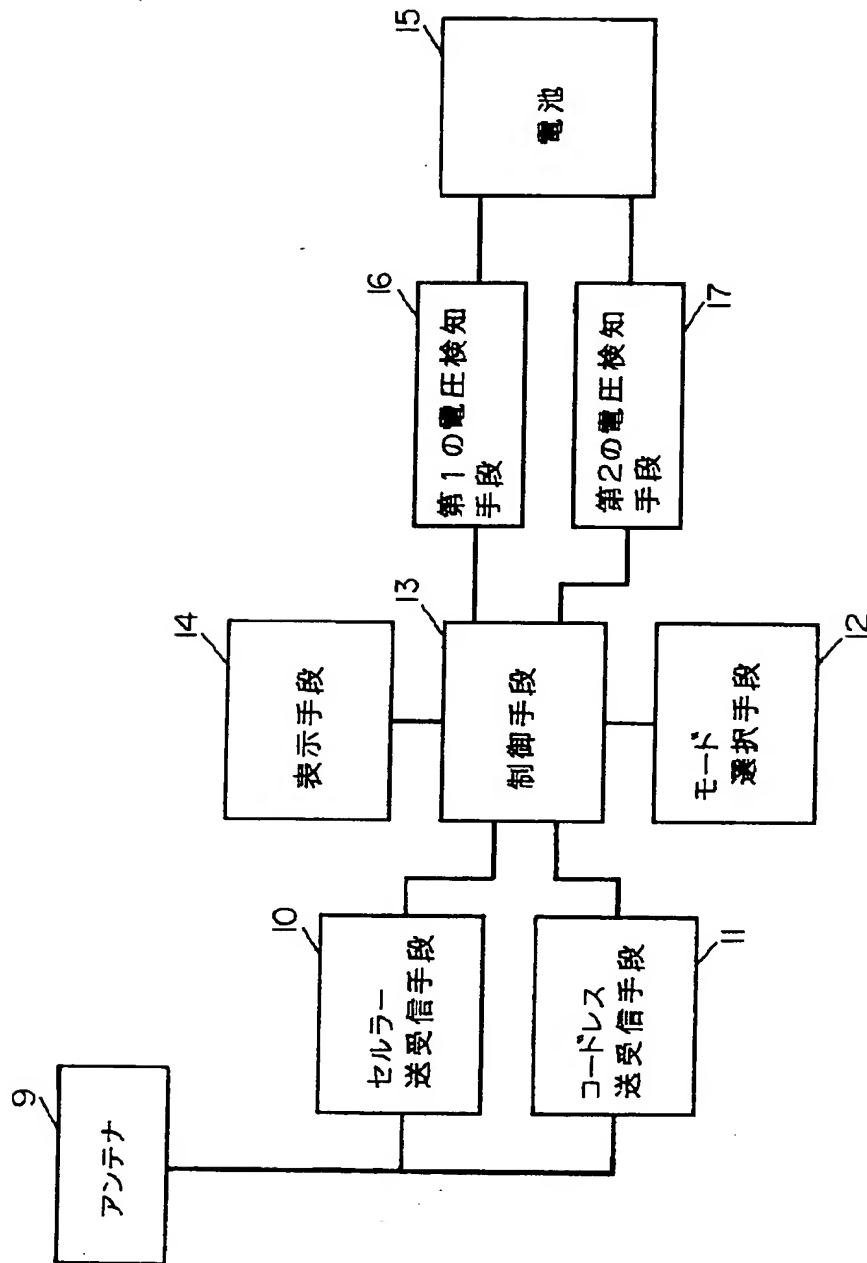 9
アンテナ
10
セルラー
送受信手段
11
コードレス
送受信手段
14
表示手段
13
制御手段
12
モード
選択手段
16
第1の電圧検知
手段
17
第2の電圧検知
手段
15
電池